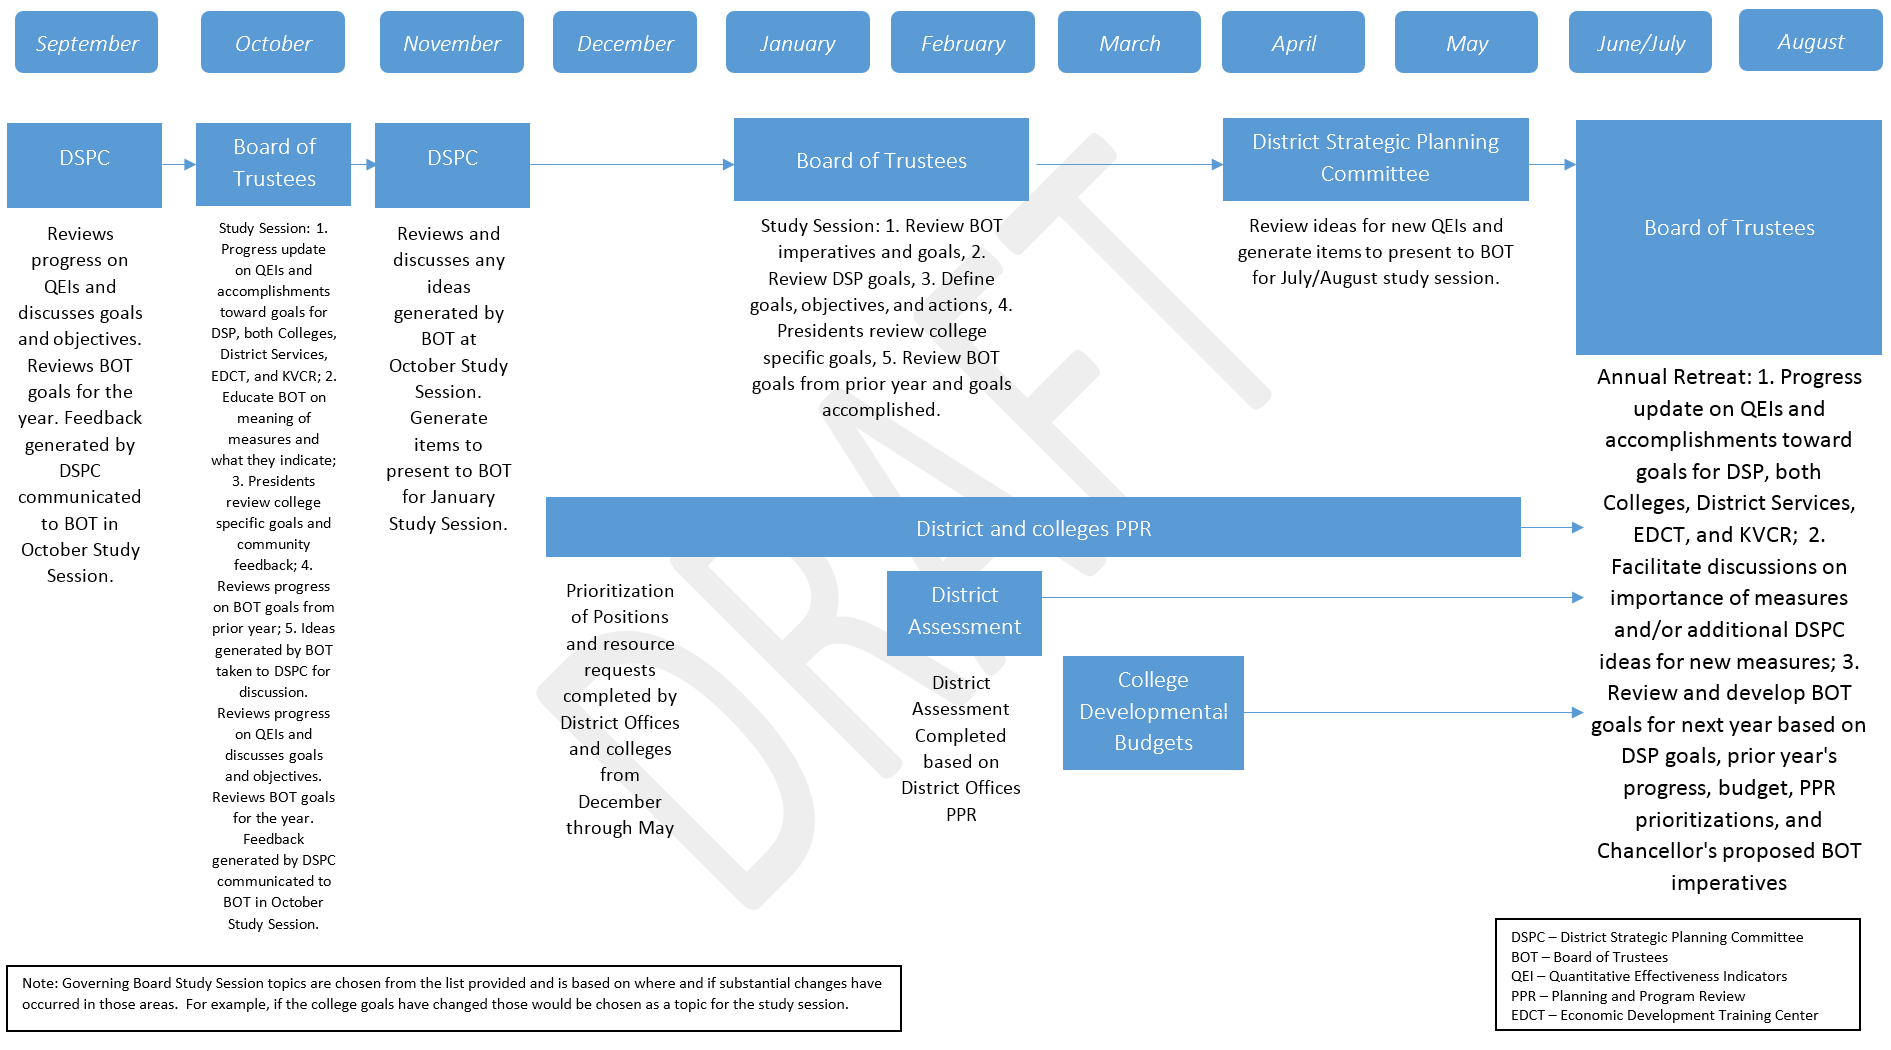 September
October
November
December
January
February
March
April
May
June/July
August
DSPC
Board of
Trustees
DSPC
Board of Trustees
District Strategic Planning
Committee
Board of Trustees
Reviews
progress on
QEIs and
discusses goals
and objectives.
Reviews BOT
goals for the
year. Feedback
generated by
DSPC
communicated
to BOT in
October Study
Session.
Study Session: 1.
Progress update
on QEIs and
accomplishments
toward goals for
DSP, both Colleges,
District Services,
EDCT, and KVCR; 2.
Educate BOT on
meaning of
measures and
what they indicate;
3. Presidents
review college
specific goals and
community
feedback; 4.
Reviews progress
on BOT goals from
prior year; 5. Ideas
generated by BOT
taken to DSPC for
discussion.
Reviews progress
on QEIs and
discusses goals
and objectives.
Reviews BOT goals
for the year.
Feedback
generated by DSPC
communicated to
BOT in October
Study Session.
Reviews and
discusses any
ideas
generated by
BOT at
October Study
Session.
Generate
items to
present to BOT
for January
Study Session.
Study Session: 1. Review BOT
imperatives and goals, 2.
Review DSP goals, 3. Define
goals, objectives, and actions, 4.
Presidents review college
specific goals, 5. Review BOT
goals from prior year and goals
accomplished.
Review ideas for new QEIs and
generate items to present to BOT
for July/August study session.
Annual Retreat: 1. Progress
update on QEIs and
accomplishments toward
goals for DSP, both
Colleges, District Services,
EDCT, and KVCR;  2.
Facilitate discussions on
importance of measures
and/or additional DSPC
ideas for new measures; 3.
Review and develop BOT
goals for next year based on
DSP goals, prior year's
progress, budget, PPR
prioritizations, and
Chancellor's proposed BOT
imperatives
District and colleges PPR
Prioritization
of Positions
and resource
requests
completed by
District Offices
and colleges
from
December
through May
District
Assessment
District
Assessment
Completed
based on
District Offices
PPR
College
Developmental
Budgets
DRAFT
Note: Governing Board Study Session topics are chosen from the list provided and is based on where and if substantial changes have
occurred in those areas.  For example, if the college goals have changed those would be chosen as a topic for the study session.
DSPC – District Strategic Planning Committee
BOT – Board of Trustees
QEI – Quantitative Effectiveness Indicators
PPR – Planning and Program Review
EDCT – Economic Development Training Center